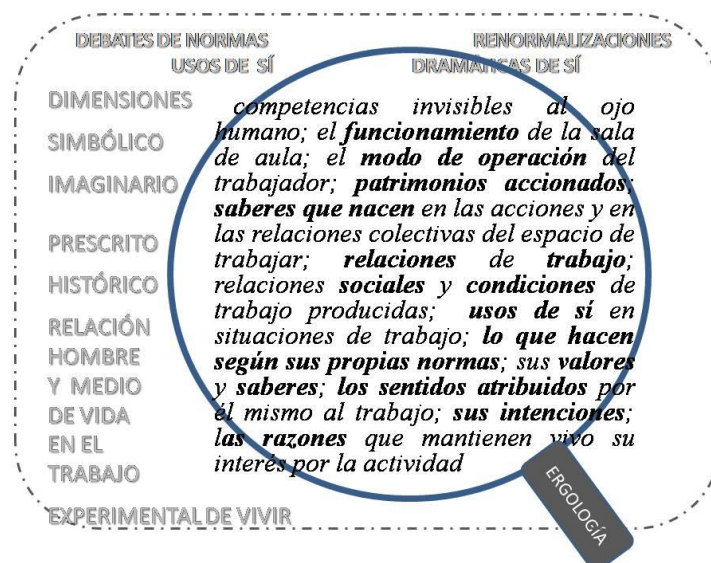 DEBATES DE NORMAS RENORMALIZACIONES
USOS DE SÍ DRAMÁTICAS DE SÍ
DIMENSIONES
SIMBÓLICO
IMAGINARIO
PRESCRITO
HISTÓRICO
RELACIÓN
HOMBRE
Y MEDIO
DE VIDA
EN EL
TRABAJO
EXPERIMENTAL DE VIVIR
competencias invisibles al ojo
humano; el funcionamiento de la sala
de aula; el modo de operación del
trabajador; patrimonios accionados;
saberes que nacen en las acciones y en
las relaciones colectivas del espacio de
trabajar; relaciones de trabajo;
relaciones sociales y condiciones de
trabajo producidas; usos de sí en
situaciones de trabajo; lo que hacen
según sus propias normas; sus valores
y saberes; los sentidos atribuidos por
él mismo al trabajo; sus intenciones;
las razones que mantienen vivo su
interés por la actividad
ERGOLOGÍA